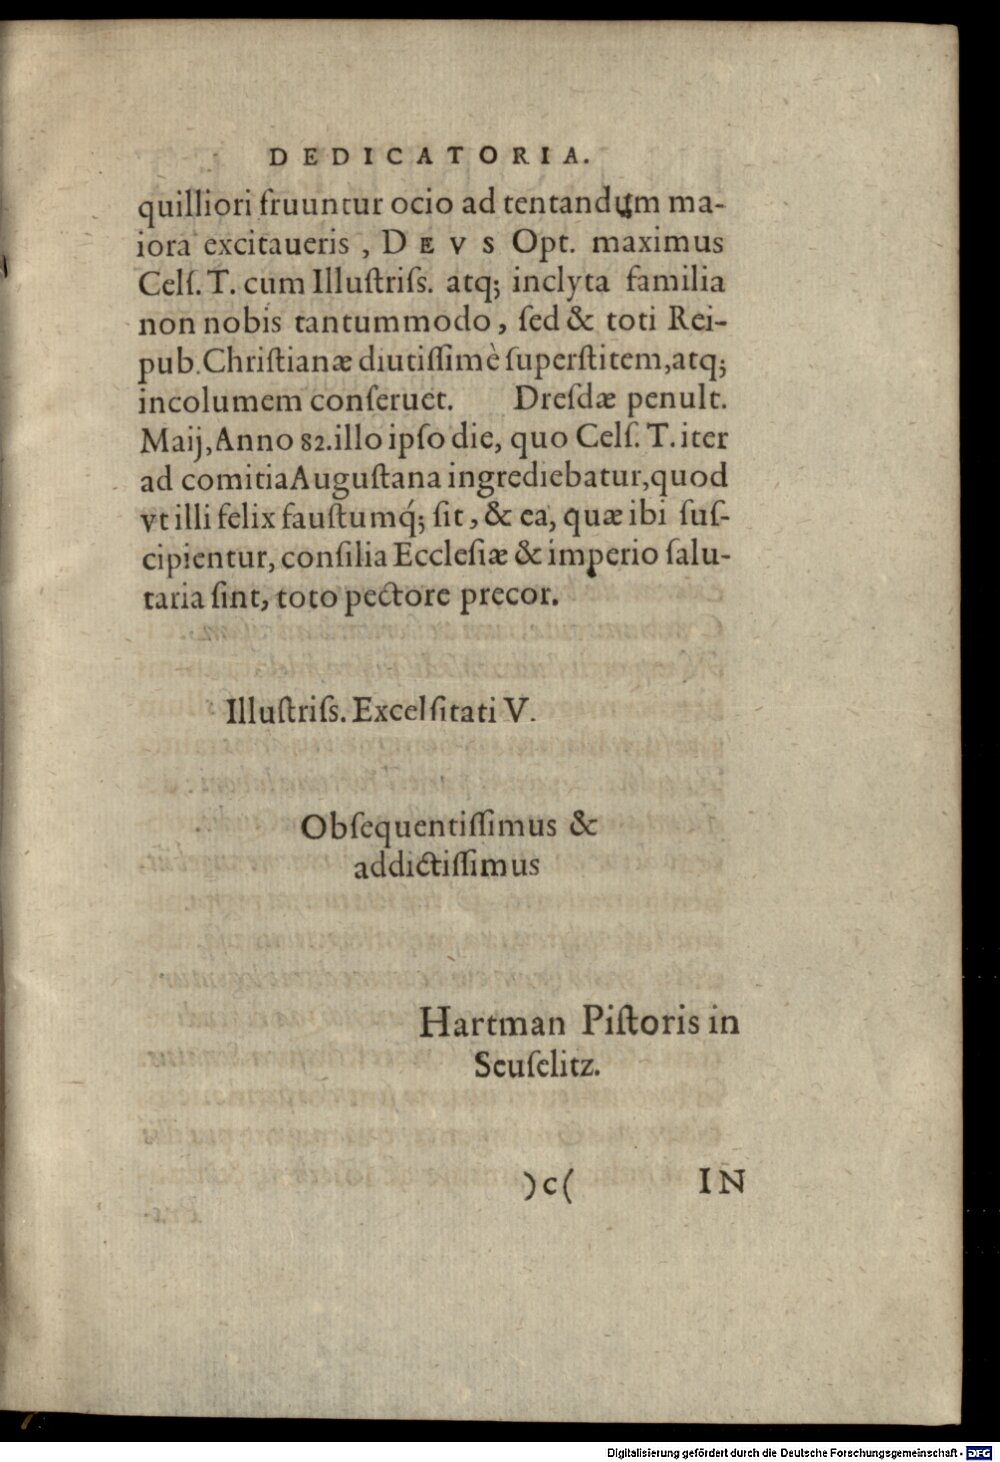 DEDICATORIA.
quilliori fruuntur ocio ad tentandum ma-
iora excitaueris , DEVS Opt. maximus
Celſ. T. cum Illuſtriſs. atq; inclyta familia
non nobis tantummodo, ſed & toti Rei-
pub. Chriſtianæ diutiſſimè ſuperſtitem, atq;
incolumem conſeruet. Dreſdæ penult.
Maij, Anno 82. illo ipſo die, quo Celſ. T. iter
ad comitia Auguſtana ingrediebatur, quod
vt illi felix fauſtumq́; ſit, & ea, quæ ibi ſuſ-
cipientur, conſilia Eccleſiæ & imperio ſalu-
taria ſint, toto pectore precor.
Illuſtriſs. Excelſitati V.
Obſequentiſſimus &
addictiſſimus
Hartman Piſtoris in
Seuſelitz.
)c( IN
Digitalisierung gefördert durch die Deutsche Forschungsgemeinschaft - DFG